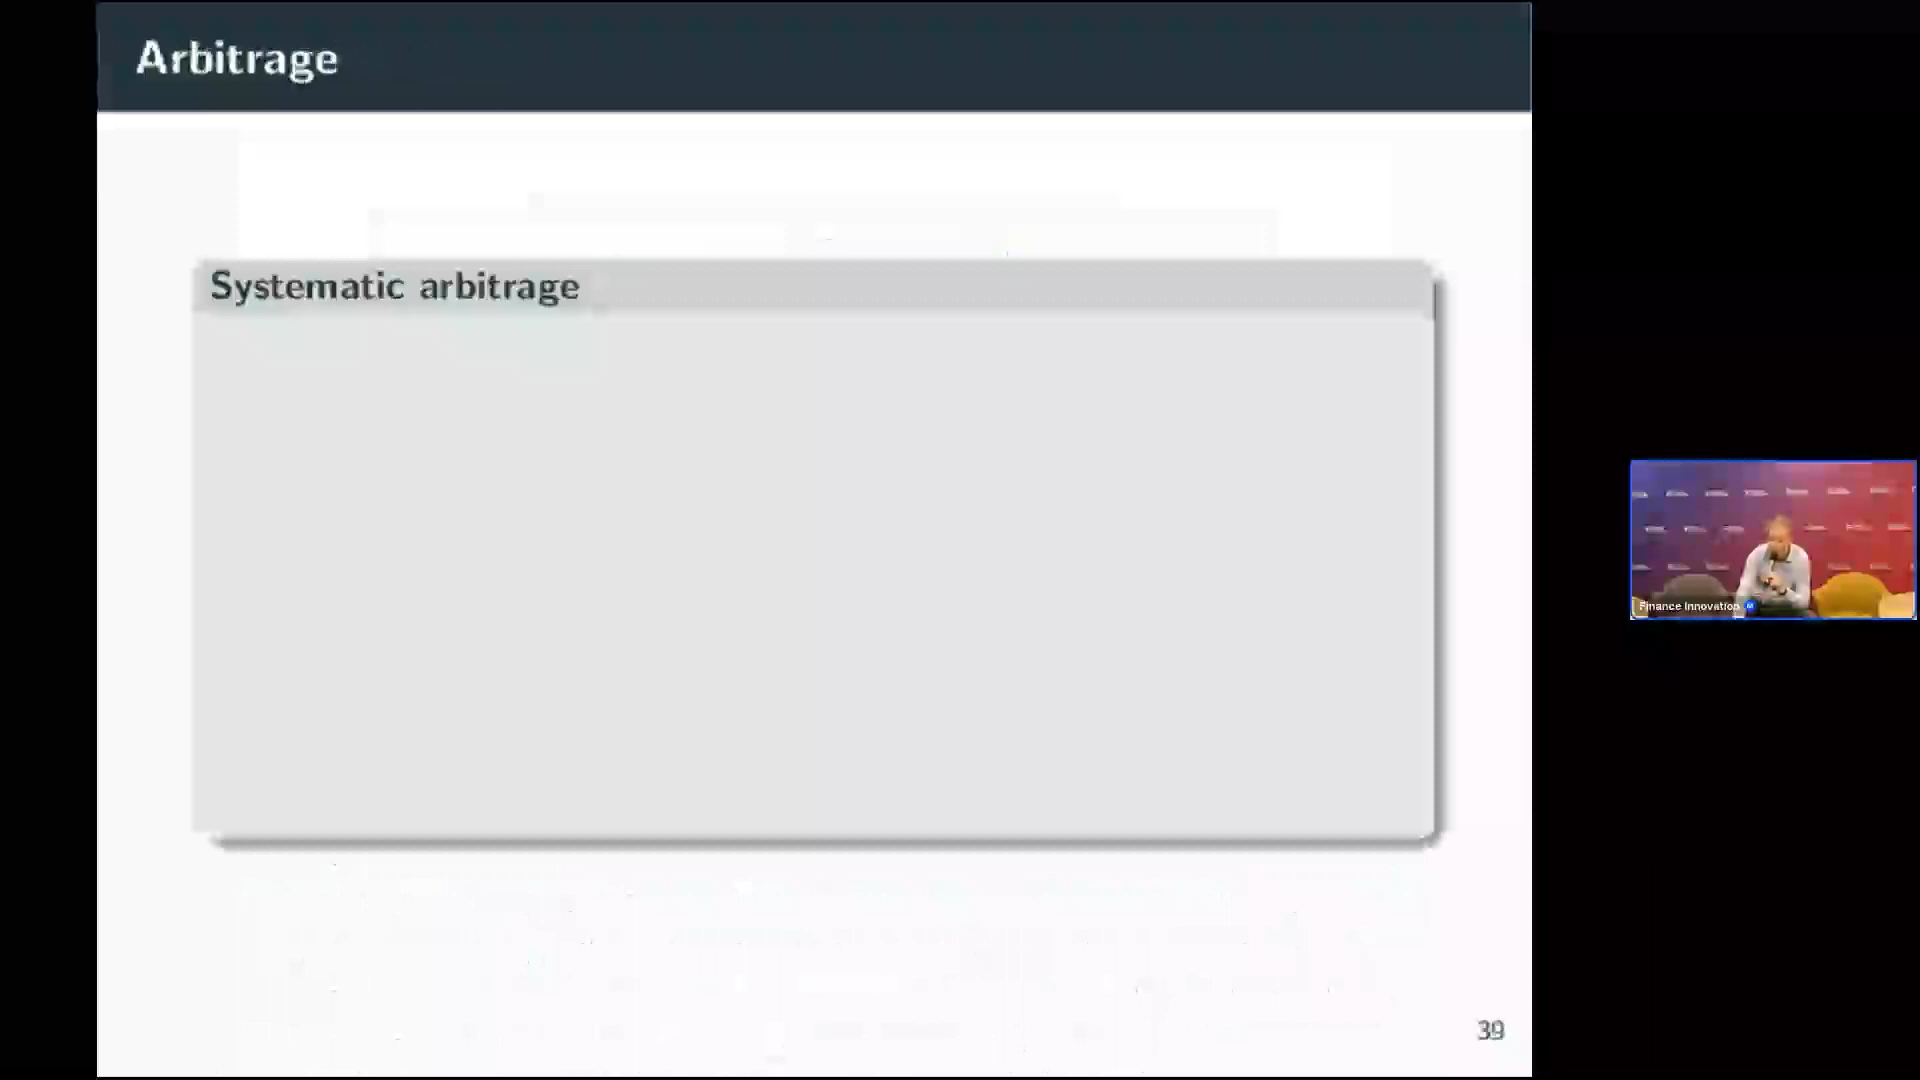 Arbitrage
Systematic arbitrage
39
Finance Innovation